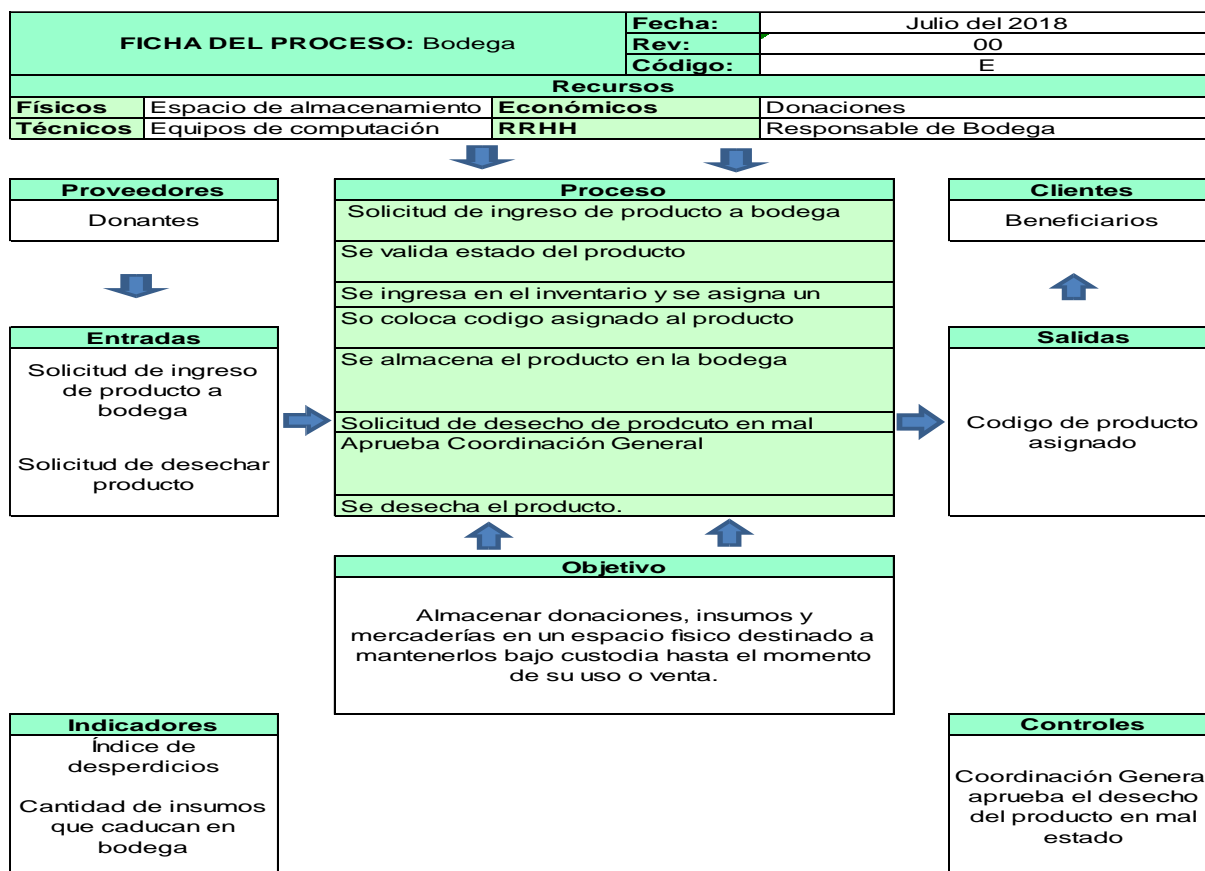 FICHA DEL PROCESO: Bodega
Fecha: Julio del 2018
Rev: 00
Código: E
Recursos
Físicos Espacio de almacenamiento Económicos Donaciones
Técnicos Equipos de computación RRHH Responsable de Bodega
Proveedores
Donantes
Proceso
Solicitud de ingreso de producto a bodega
Se valida estado del producto
Se ingresa en el inventario y se asigna un
So coloca codigo asignado al producto
Se almacena el producto en la bodega
Solicitud de desecho de prodcuto en mal
Aprueba Coordinación General
Se desecha el producto.
Clientes
Beneficiarios
Entradas
Solicitud de ingreso
de producto a
bodega
Solicitud de desechar
producto
Salidas
Codigo de producto
asignado
Objetivo
Almacenar donaciones, insumos y
mercaderías en un espacio fìsico destinado a
mantenerlos bajo custodia hasta el momento
de su uso o venta.
Indicadores
Índice de
desperdicios
Cantidad de insumos
que caducan en
bodega
Controles
Coordinación Genera
aprueba el desecho
del producto en mal
estado